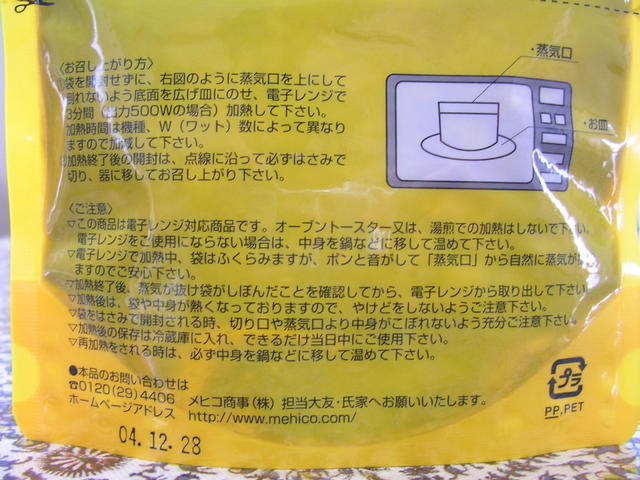 〈お召し上がり方〉
袋を開封せずに、右図のように蒸気口を上にして
倒れないよう底面を広げ皿にのせ、電子レンジで
3分間（出力500Wの場合）加熱して下さい。
加熱時間は機種、W（ワット）数によって異なり
ますので加減して下さい。
加熱終了後の開封は、点線に沿って必ずはさみで
切り、器に移してお召し上がり下さい。
・蒸気口
・お皿
〈ご注意〉
▽この商品は電子レンジ対応商品です。オーブントースター又は、湯煎での加熱はしないで下さい。
電子レンジをご使用にならない場合は、中身を鍋などに移して温めて下さい。
▽電子レンジで加熱中、袋はふくらみますが、ポンと音がして「蒸気口」から自然に蒸気が
ますのでご安心下さい。
▽加熱終了後、蒸気が抜け袋がしぼんだことを確認してから、電子レンジから取り出して下さい。
▽加熱後は、袋や中身が熱くなっておりますので、やけどをしないようご注意下さい。
▽袋をはさみで開封される時、切り口や蒸気口より中身がこぼれないよう充分ご注意下さい。
▽加熱後の保存は冷蔵庫に入れ、できるだけ当日中にご使用下さい。
▽再加熱をされる時は、必ず中身を鍋などに移して温めて下さい。
●本品のお問い合わせは
☎0120(29)4406 メヒコ商事（株）担当大友・氏家へお願いいたします。
ホームページアドレス http://www.mehico.com/
プラ
PP,PET
04.12.28